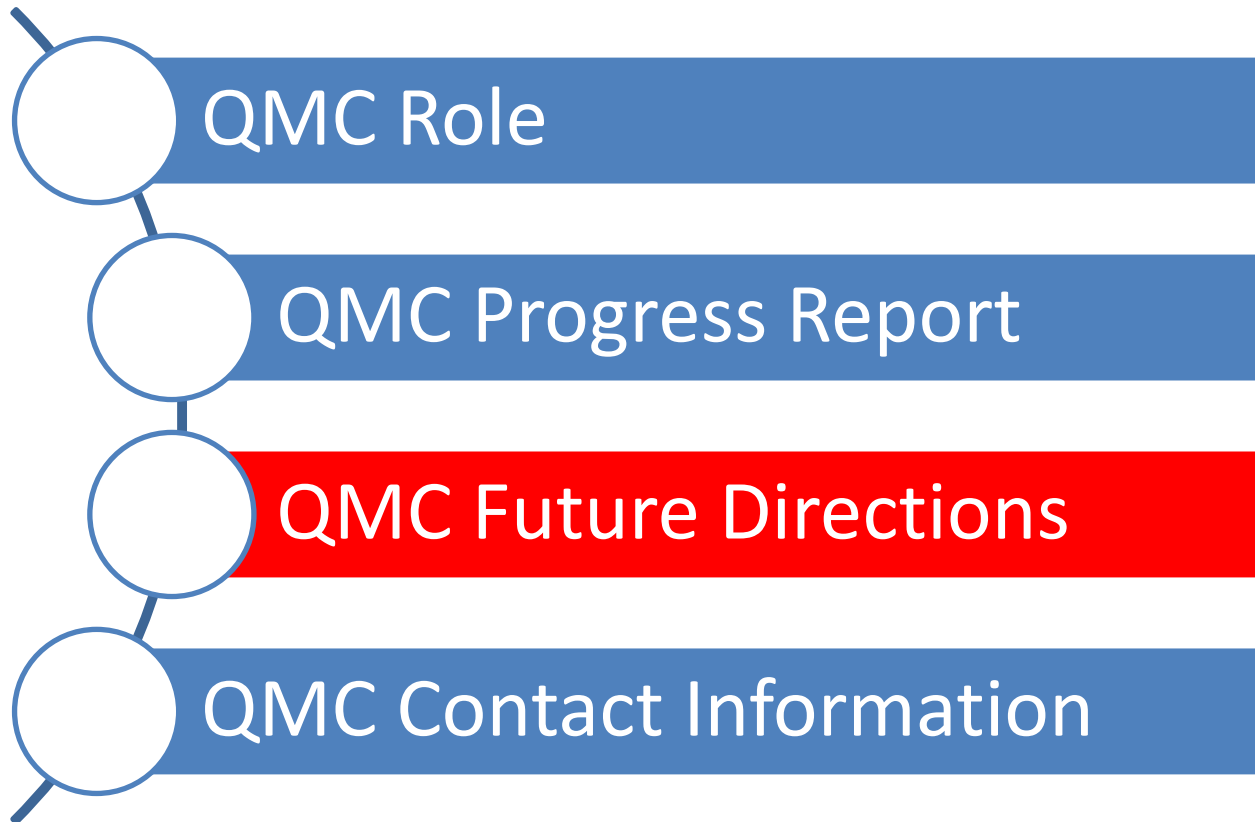 QMC Role
QMC Progress Report
QMC Future Directions
QMC Contact Information